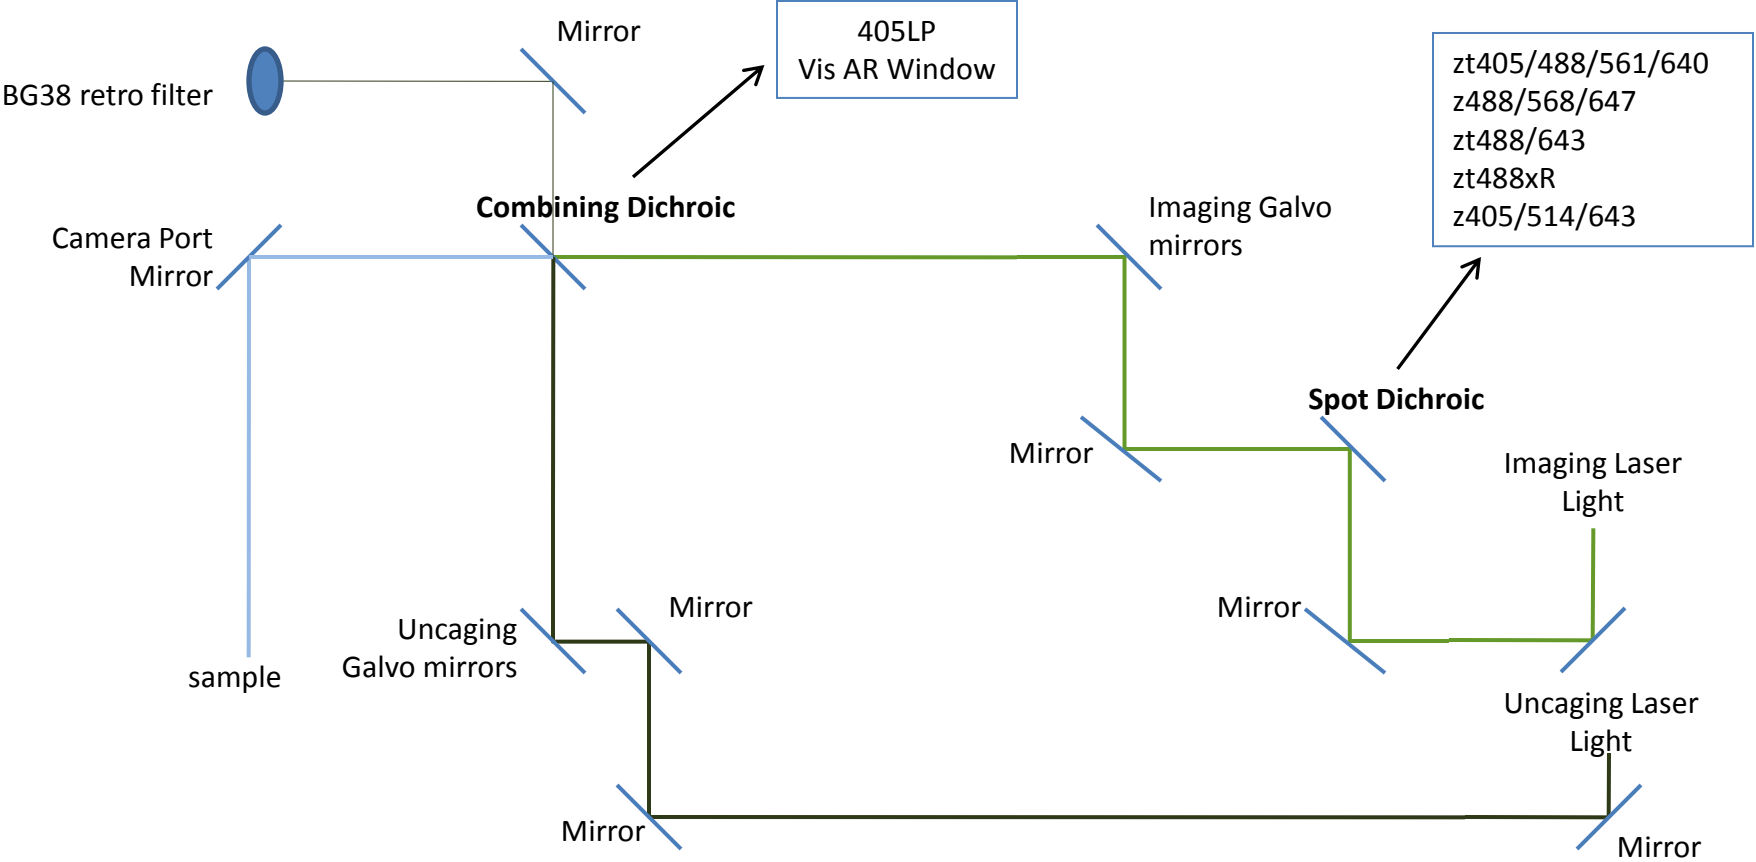 Mirror
405LP
Vis AR Window
BG38 retro filter
zt405/488/561/640
z488/568/647
zt488/643
zt488xR
z405/514/643
Combining Dichroic
Imaging Galvo
mirrors
Camera Port
Mirror
Spot Dichroic
Mirror
Imaging Laser
Light
Mirror
Mirror
Uncaging
Galvo mirrors
sample
Uncaging Laser
Light
Mirror
Mirror